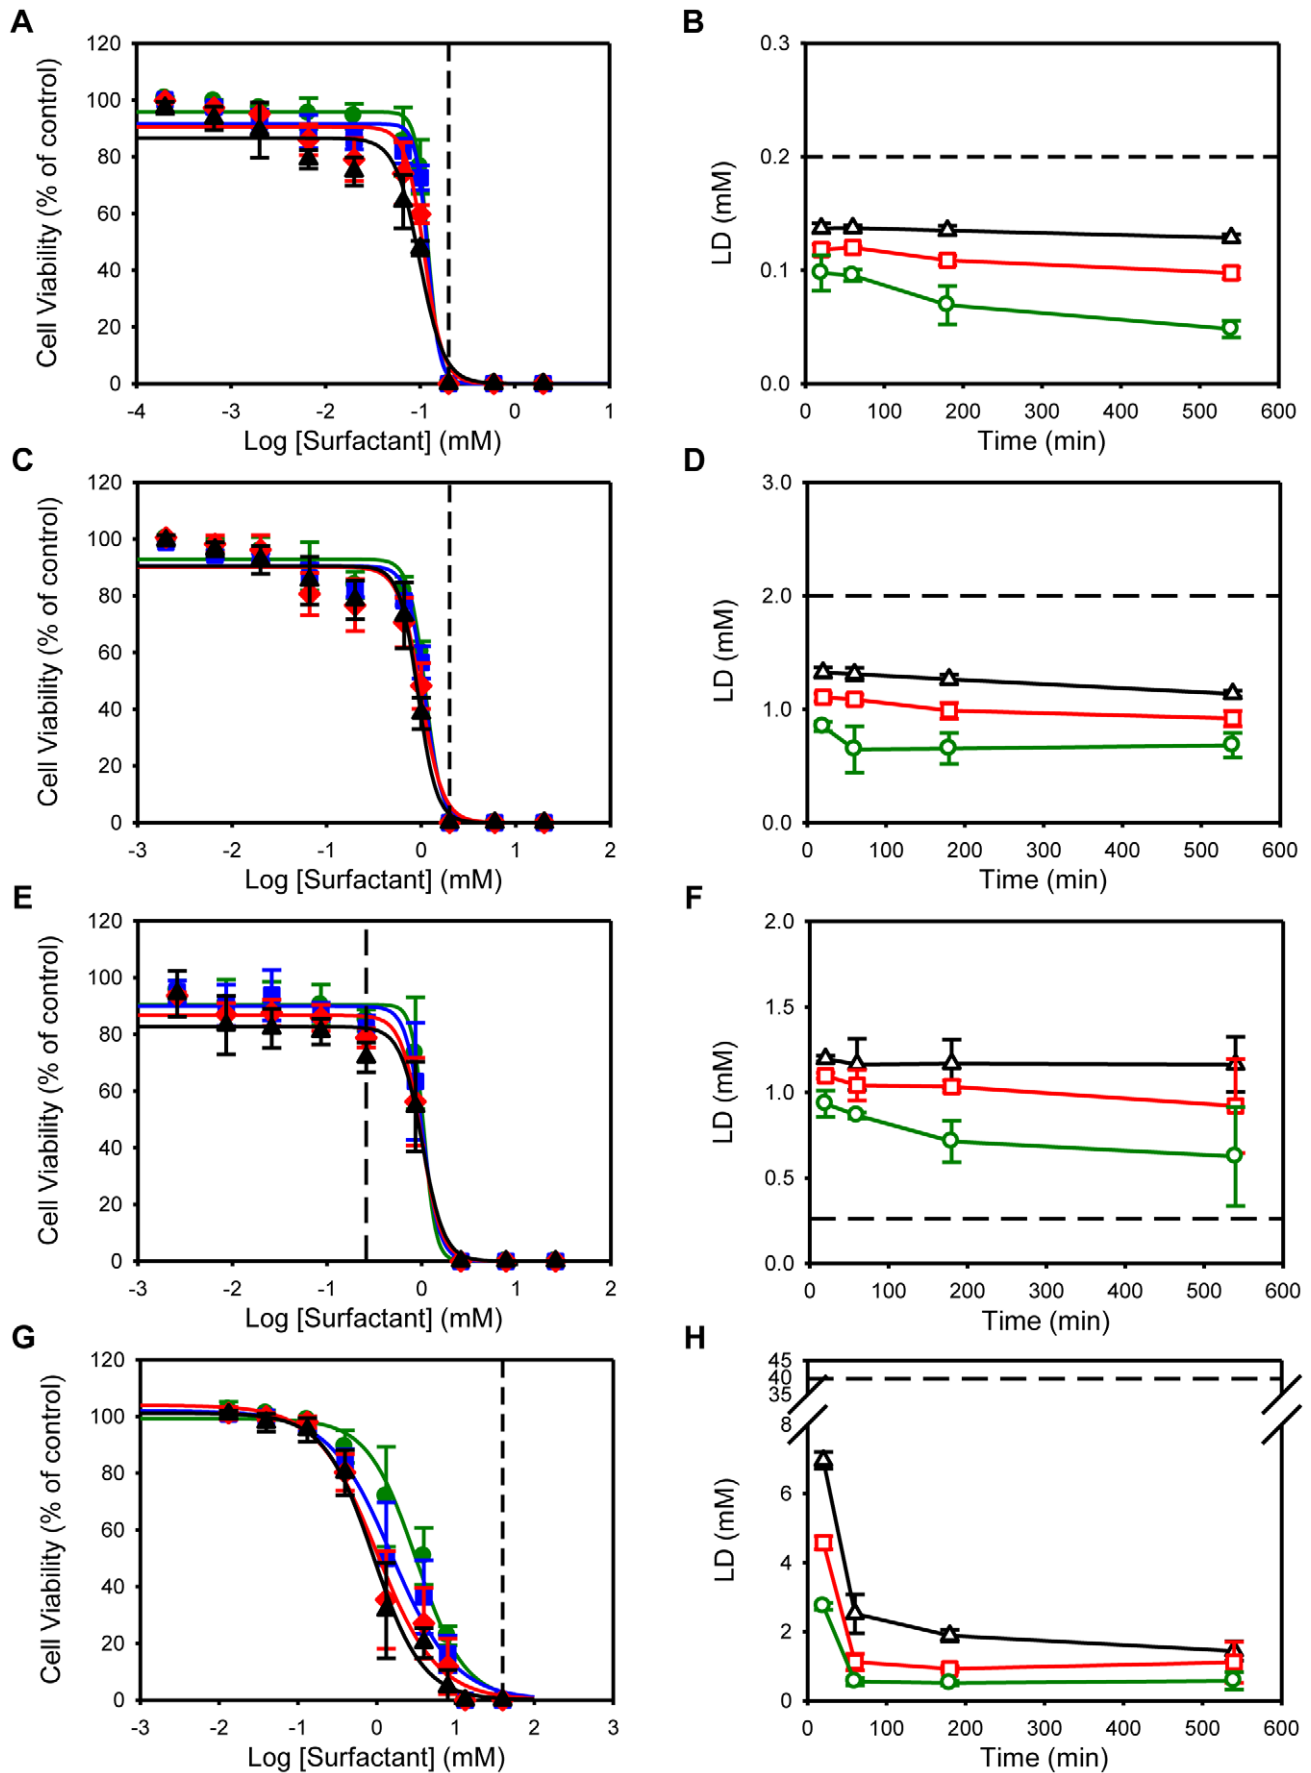 A
120
100
80
60
40
20
0
Cell Viability (% of control)
-4 -3 -2 -1 0 1
Log [Surfactant] (mM)
B
0.3
0.2
0.1
0.0
LD (mM)
0 100 200 300 400 500 600
Time (min)
C
120
100
80
60
40
20
0
Cell Viability (% of control)
-3 -2 -1 0 1 2
Log [Surfactant] (mM)
D
3.0
2.0
1.0
0.0
LD (mM)
0 100 200 300 400 500 600
Time (min)
E
120
100
80
60
40
20
0
Cell Viability (% of control)
-3 -2 -1 0 1 2
Log [Surfactant] (mM)
F
2.0
1.5
1.0
0.5
0.0
LD (mM)
0 100 200 300 400 500 600
Time (min)
G
120
100
80
60
40
20
0
Cell Viability (% of control)
-3 -2 -1 0 1 2 3
Log [Surfactant] (mM)
H
45
40
35
8
6
4
2
0
LD (mM)
0 100 200 300 400 500 600
Time (min)